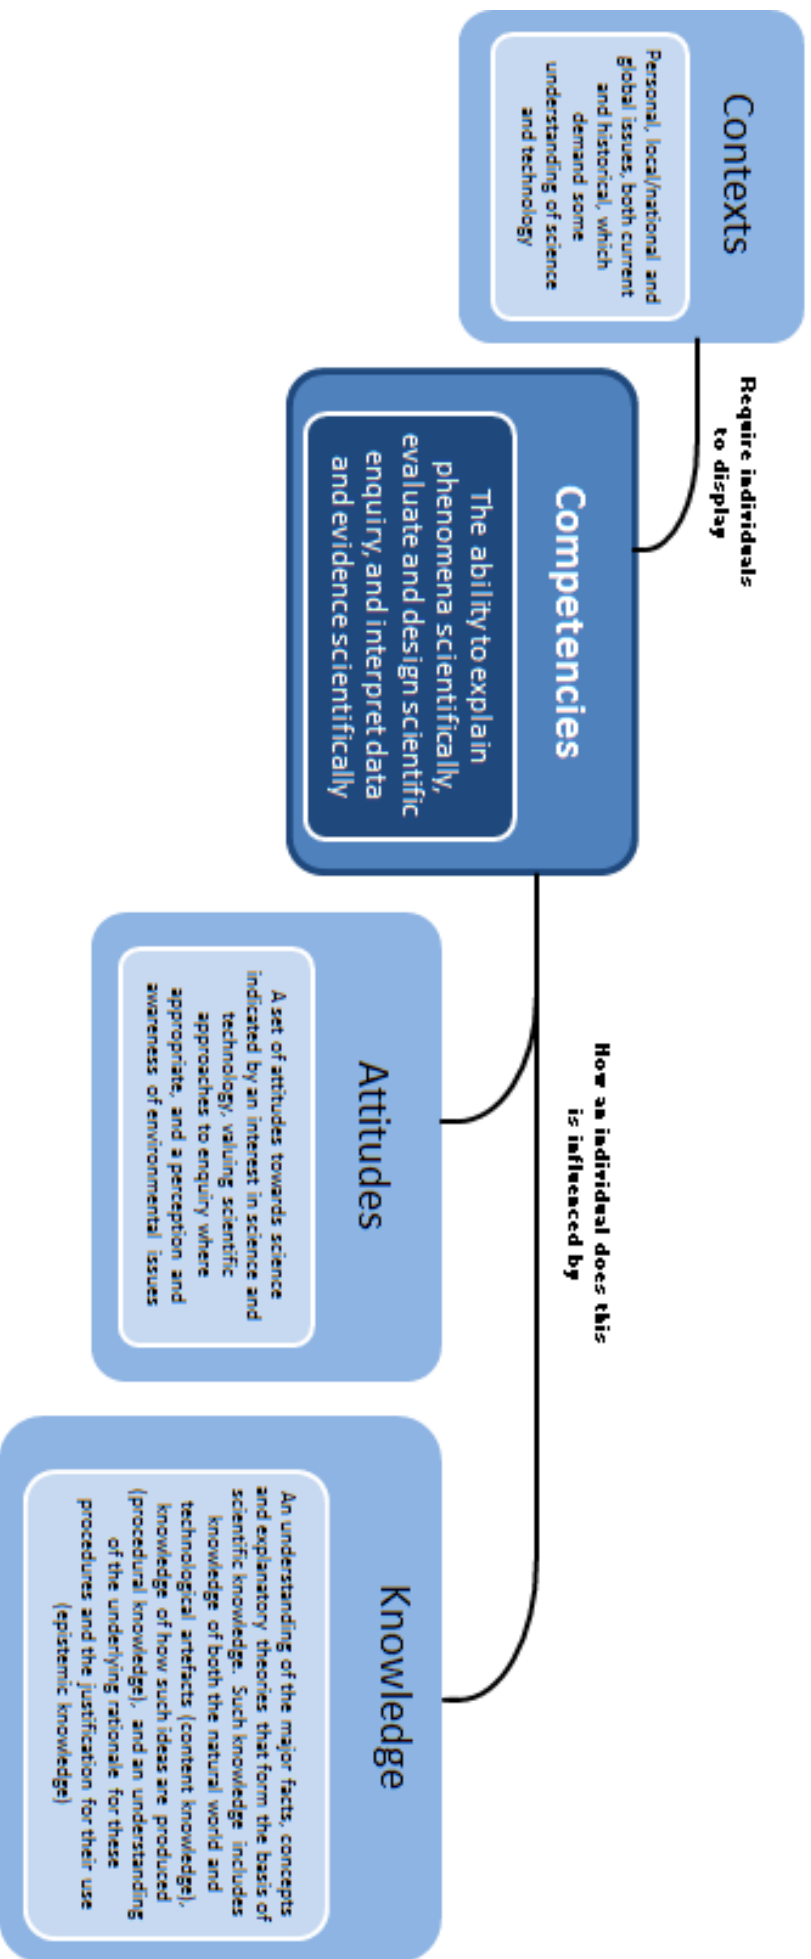 Contexts
Personal, local/national and
global issues, both current
and historical, which
demand some
understanding of science
and technology
Require individuals
to display
Competencies
The ability to explain
phenomena scientifically,
evaluate and design scientific
enquiry, and interpret data
and evidence scientifically
How an individual does this
is influenced by
Attitudes
A set of attitudes towards science
indicated by an interest in science and
technology, valuing scientific
approaches to enquiry where
appropriate, and a perception and
awareness of environmental issues
Knowledge
An understanding of the major facts, concepts
and explanatory theories that form the basis of
scientific knowledge. Such knowledge includes
knowledge of both the natural world and
technological artefacts (content knowledge),
knowledge of how such ideas are produced
(procedural knowledge), and an understanding
of the underlying rationale for these
procedures and the justification for their use
(epistemic knowledge)